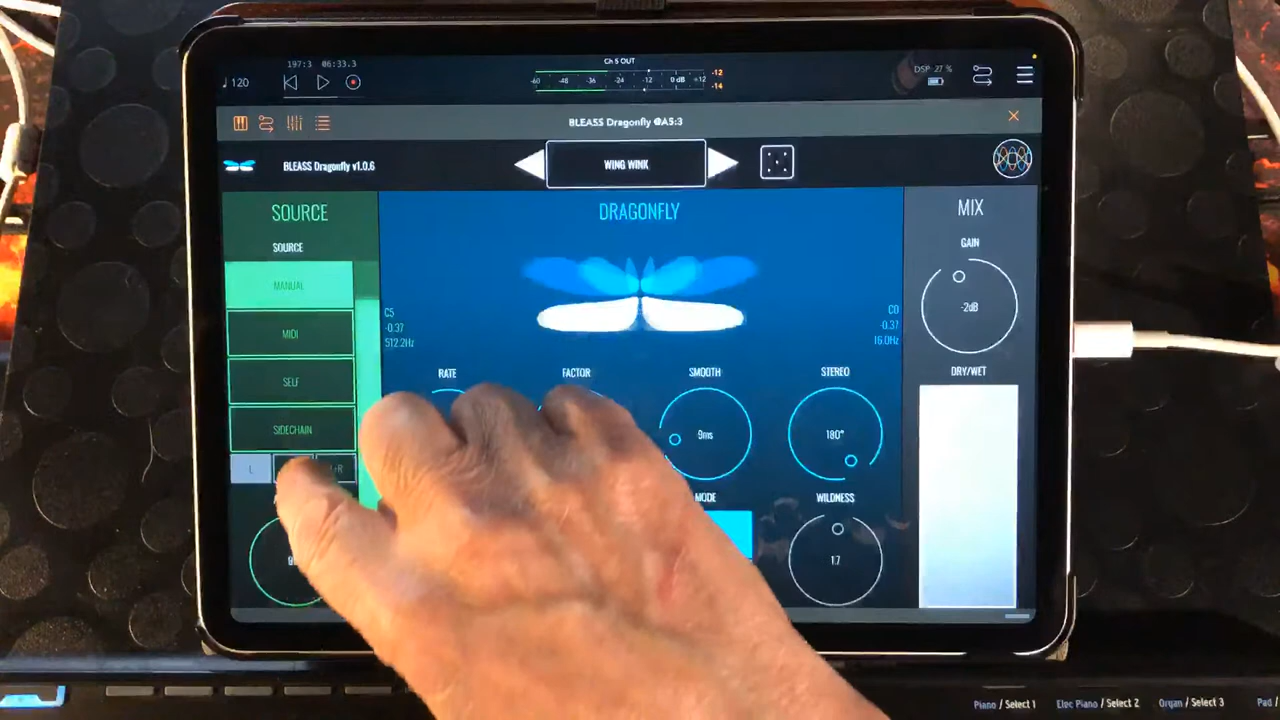 ♩ 120
197:3 06:33.3
Ch 5 OUT
-60 -48 -36 -24 -12 0 dB +12
-12
-14
DSP: 27 %
BLEASS Dragonfly @A5:3
BLEASS Dragonfly v1.0.6
WING WINK
SOURCE
DRAGONFLY
MIX
SOURCE
MANUAL
MIDI
SELF
SIDECHAIN
L
C5
-0.37
512.2Hz
C0
-0.37
16.0Hz
RATE
FACTOR
SMOOTH
9ms
STEREO
180°
MODE
WILDNESS
1.7
GAIN
-2dB
DRY/WET
Piano / Select 1
Elec Piano / Select 2
Organ / Select 3
Pad /